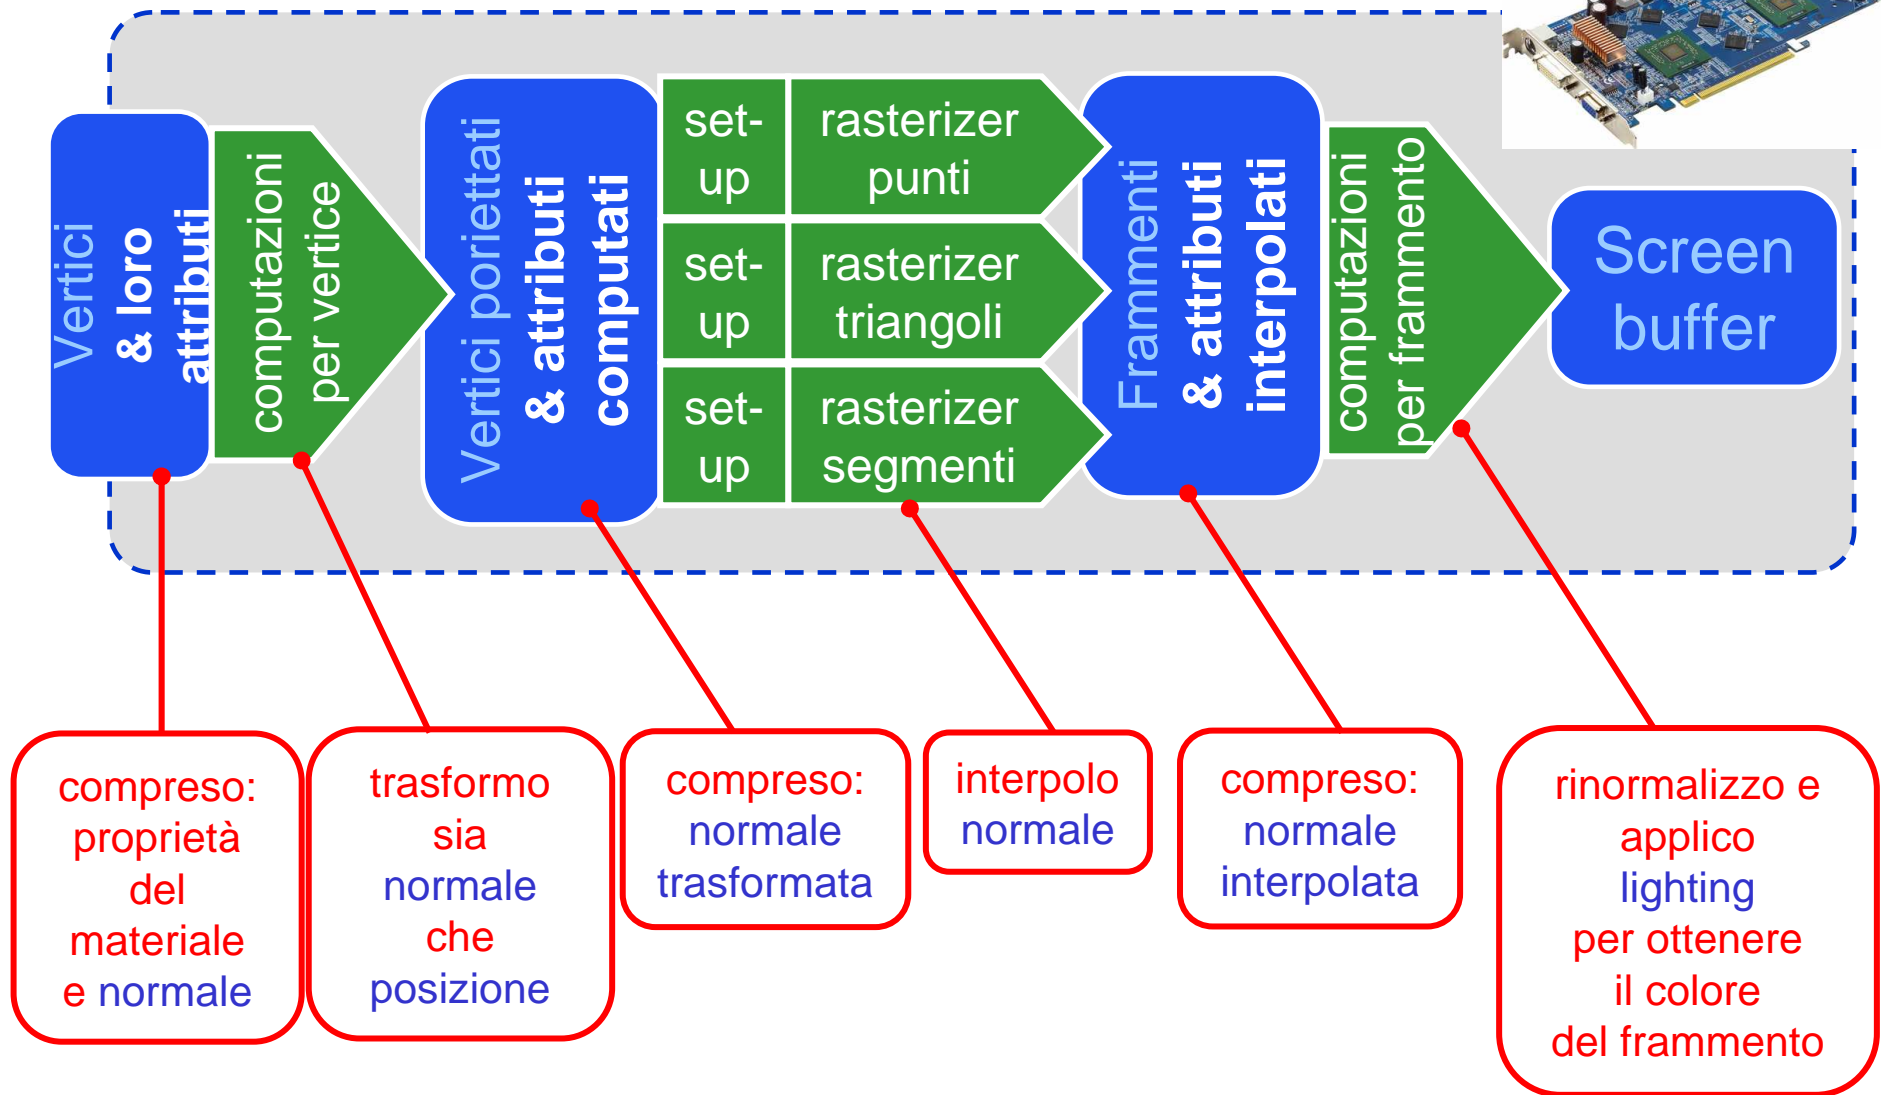 Vertici
& loro
attributi
computazioni
per vertice
Vertici poriettati
& attributi
computati
set-
up
rasterizer
punti
set-
up
rasterizer
triangoli
set-
up
rasterizer
segmenti
Frammenti
& attributi
interpolati
computazioni
per frammento
Screen
buffer
compreso:
proprietà
del
materiale
e normale
trasformo
sia
normale
che
posizione
compreso:
normale
trasformata
interpolo
normale
compreso:
normale
interpolata
rinormalizzo e
applico
lighting
per ottenere
il colore
del frammento